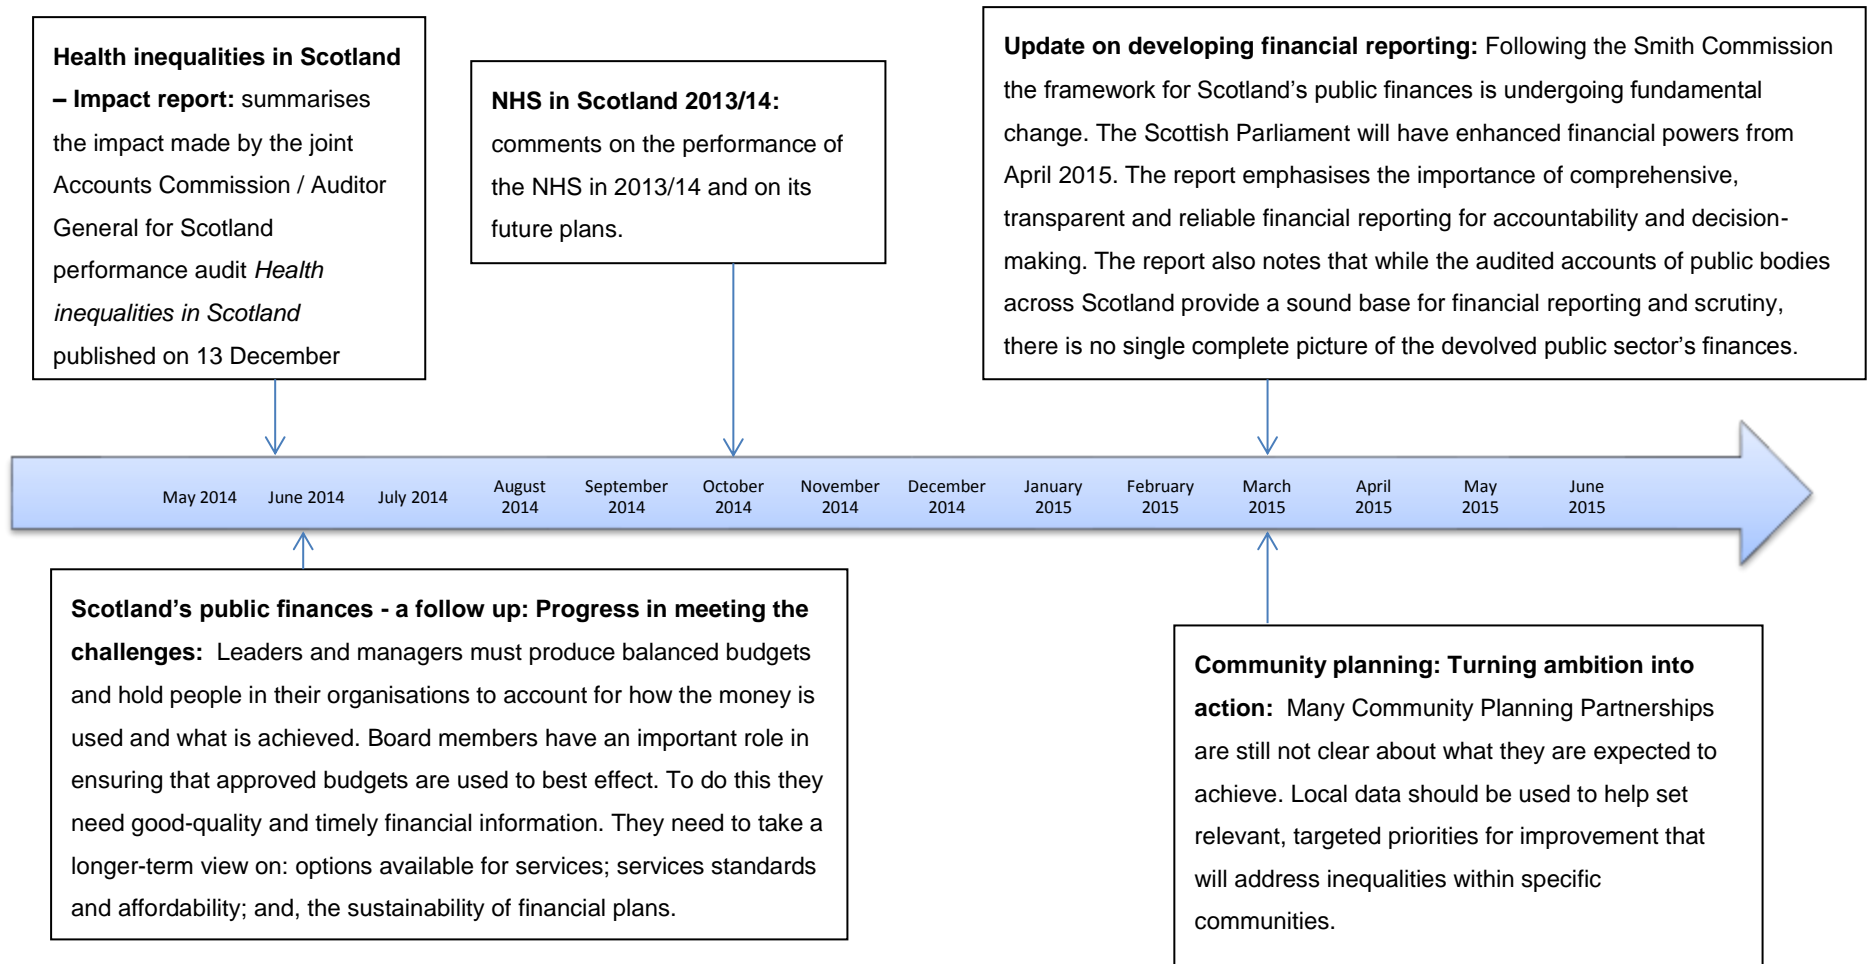 Health inequalities in Scotland
– Impact report: summarises
the impact made by the joint
Accounts Commission / Auditor
General for Scotland
performance audit Health
inequalities in Scotland
published on 13 December
NHS in Scotland 2013/14:
comments on the performance of
the NHS in 2013/14 and on its
future plans.
Update on developing financial reporting: Following the Smith Commission
the framework for Scotland’s public finances is undergoing fundamental
change. The Scottish Parliament will have enhanced financial powers from
April 2015. The report emphasises the importance of comprehensive,
transparent and reliable financial reporting for accountability and decision-
making. The report also notes that while the audited accounts of public bodies
across Scotland provide a sound base for financial reporting and scrutiny,
there is no single complete picture of the devolved public sector’s finances.
May 2014
June 2014
July 2014
August
2014
September
2014
October
2014
November
2014
December
2014
January
2015
February
2015
March
2015
April
2015
May
2015
June
2015
Scotland’s public finances - a follow up: Progress in meeting the
challenges: Leaders and managers must produce balanced budgets
and hold people in their organisations to account for how the money is
used and what is achieved. Board members have an important role in
ensuring that approved budgets are used to best effect. To do this they
need good-quality and timely financial information. They need to take a
longer-term view on: options available for services; services standards
and affordability; and, the sustainability of financial plans.
Community planning: Turning ambition into
action: Many Community Planning Partnerships
are still not clear about what they are expected to
achieve. Local data should be used to help set
relevant, targeted priorities for improvement that
will address inequalities within specific
communities.